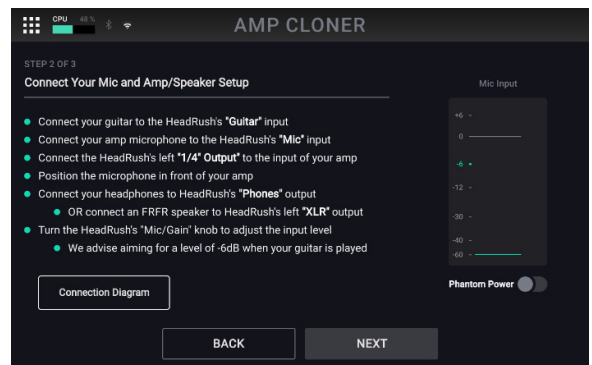 CPU 48 %
AMP CLONER
STEP 2 OF 3
Connect Your Mic and Amp/Speaker Setup
Connect your guitar to the HeadRush's "Guitar" input
Connect your amp microphone to the HeadRush's "Mic" input
Connect the HeadRush's left "1/4" Output" to the input of your amp
Position the microphone in front of your amp
Connect your headphones to HeadRush's "Phones" output
OR connect an FRFR speaker to HeadRush's left "XLR" output
Turn the HeadRush's "Mic/Gain" knob to adjust the input level
We advise aiming for a level of -6dB when your guitar is played
Connection Diagram
Mic Input
+6 -
0
-6
-12 -
-30 -
-40 -
-60 -
Phantom Power
BACK
NEXT